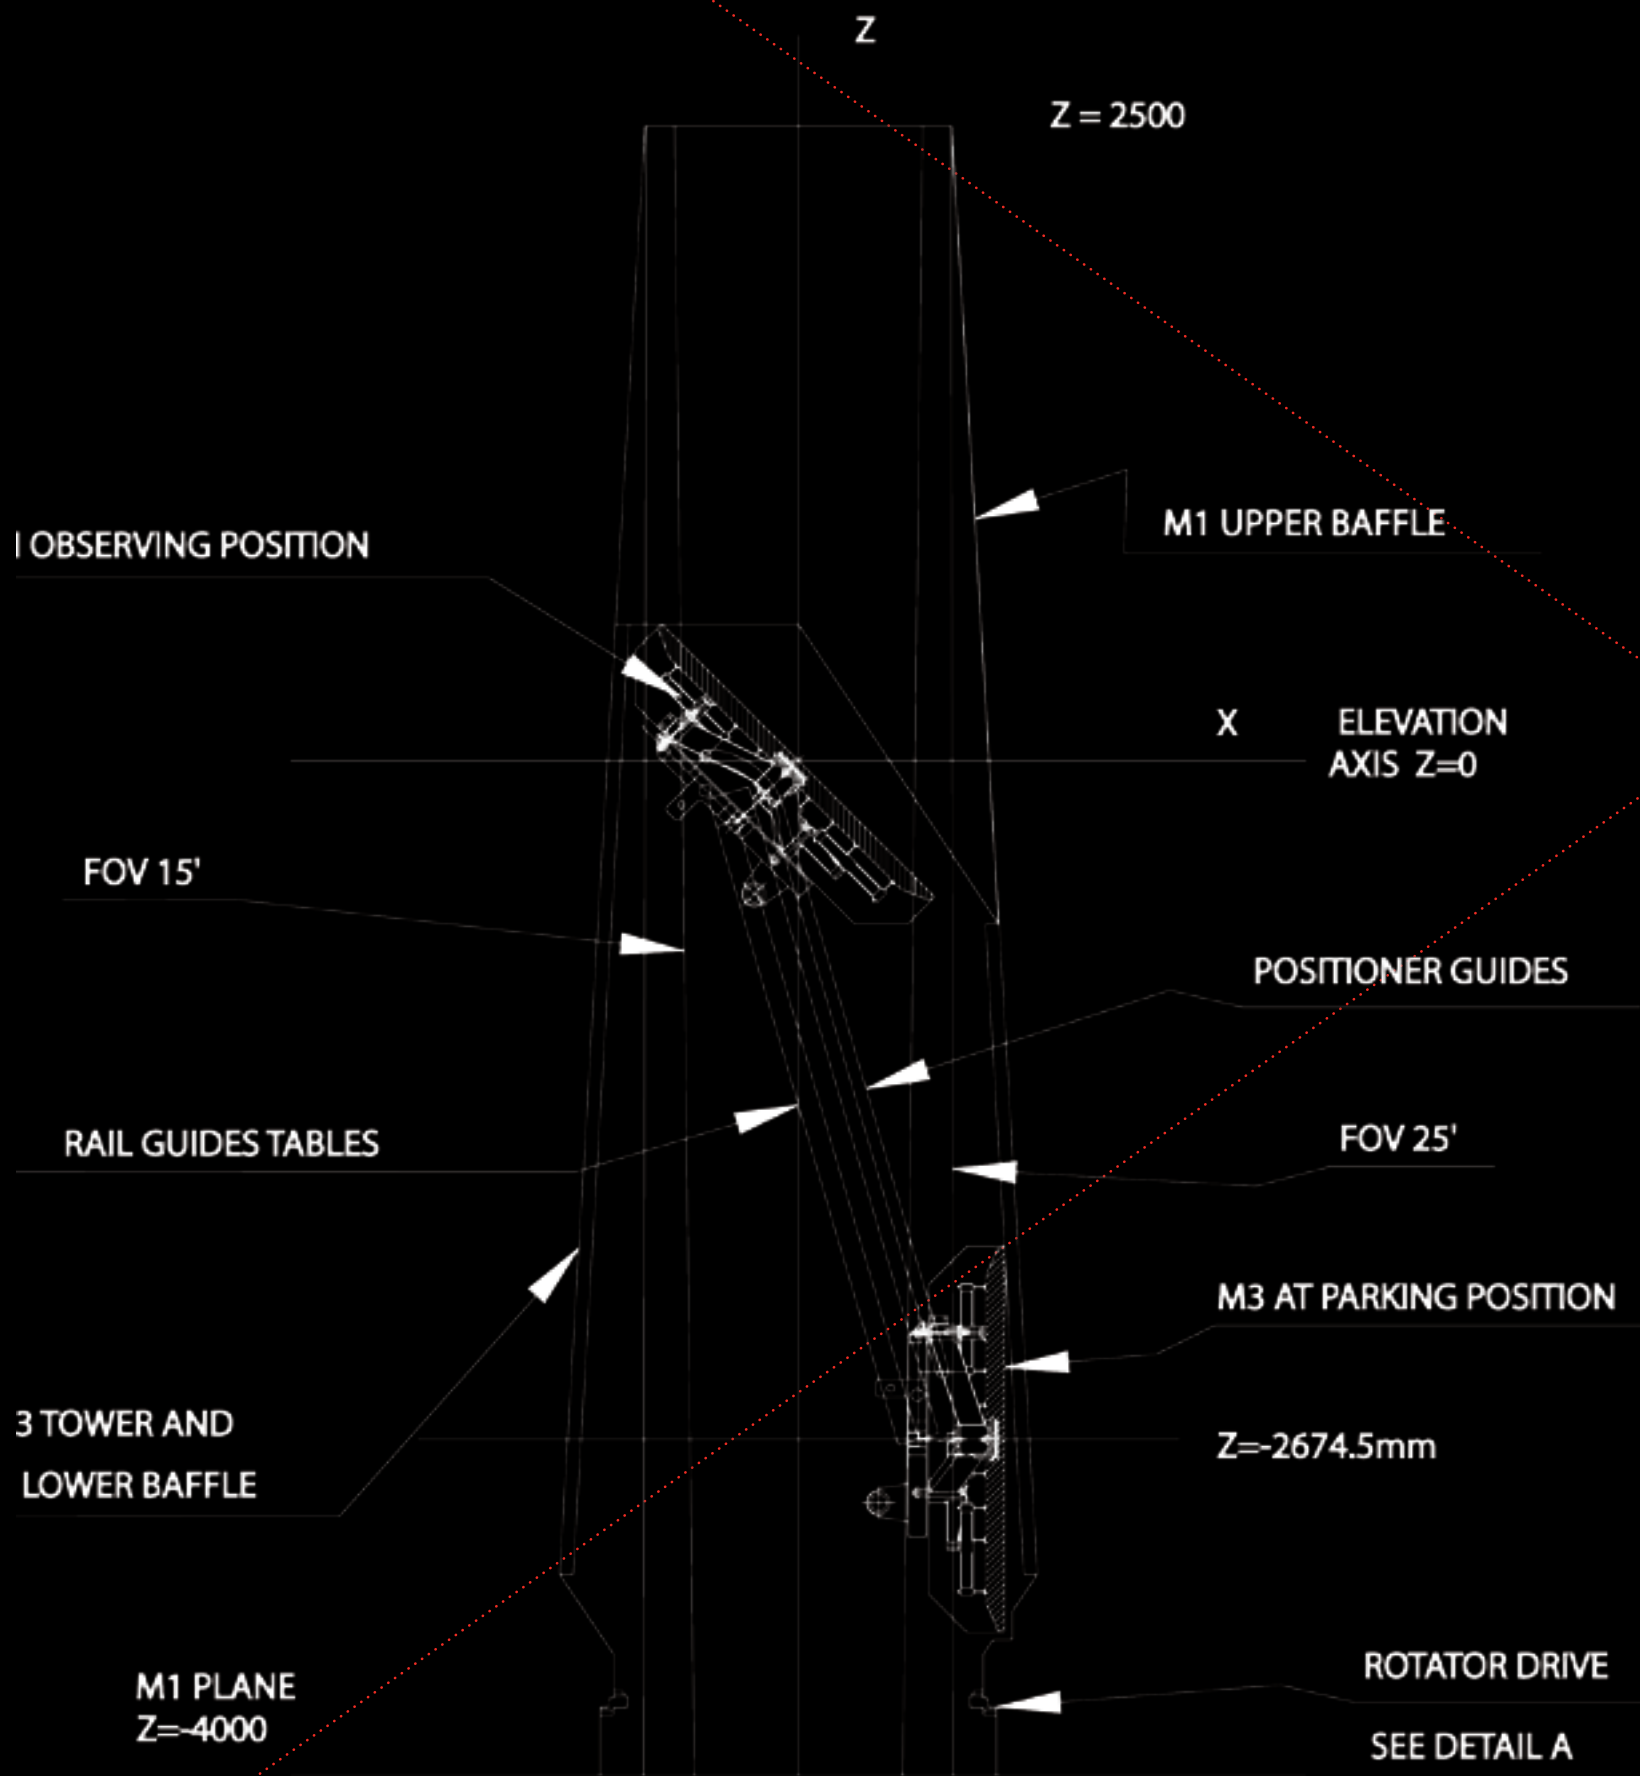 Z
Z = 2500
OBSERVING POSITION
M1 UPPER BAFFLE
X ELEVATION
AXIS Z=0
FOV 15'
POSITIONER GUIDES
RAIL GUIDES TABLES
FOV 25'
M3 AT PARKING POSITION
3 TOWER AND
LOWER BAFFLE
Z=-2674.5mm
M1 PLANE
Z=-4000
ROTATOR DRIVE
SEE DETAIL A